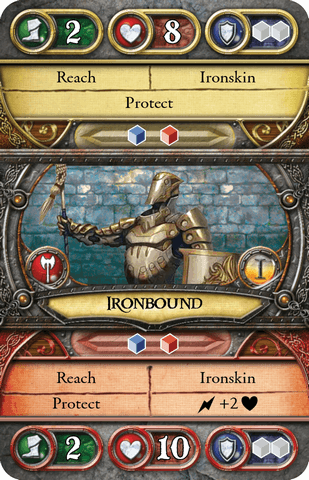 2 8
Reach Ironskin
Protect
I
IRONBOUND
Reach Ironskin
Protect +2
2 10